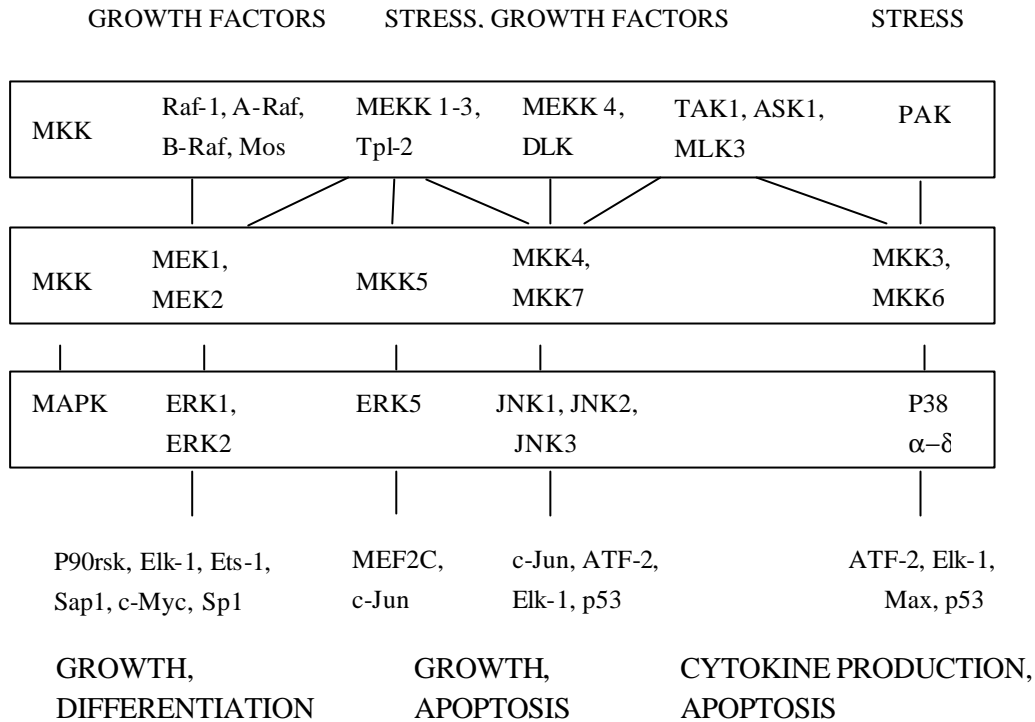 GROWTH FACTORS STRESS, GROWTH FACTORS STRESS
MKK
Raf-1, A-Raf,
B-Raf, Mos
MEKK 1-3,
Tpl-2
MEKK 4,
DLK
TAK1, ASK1,
MLK3
PAK
MKK
MEK1,
MEK2
MKK5
MKK4,
MKK7
MKK3,
MKK6
MAPK
ERK1,
ERK2
ERK5
JNK1, JNK2,
JNK3
P38
α−δ
P90rsk, Elk-1, Ets-1,
Sap1, c-Myc, Sp1
MEF2C,
c-Jun
c-Jun, ATF-2,
Elk-1, p53
ATF-2, Elk-1,
Max, p53
GROWTH,
DIFFERENTIATION
GROWTH,
APOPTOSIS
CYTOKINE PRODUCTION,
APOPTOSIS